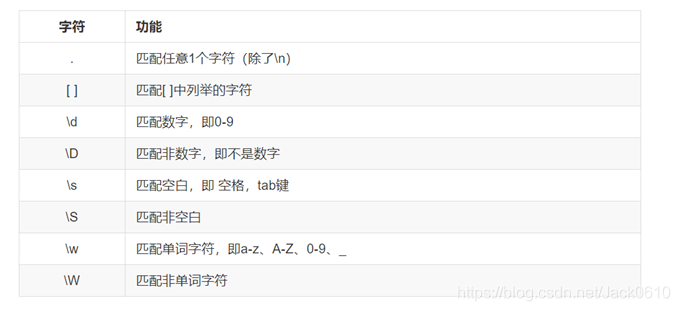 字符 功能
. 匹配任意1个字符（除了\n）
[ ] 匹配[ ]中列举的字符
\d 匹配数字，即0-9
\D 匹配非数字，即不是数字
\s 匹配空白，即 空格，tab键
\S 匹配非空白
\w 匹配单词字符，即a-z、A-Z、0-9、_
\W 匹配非单词字符
https://blog.csdn.net/Jack0610